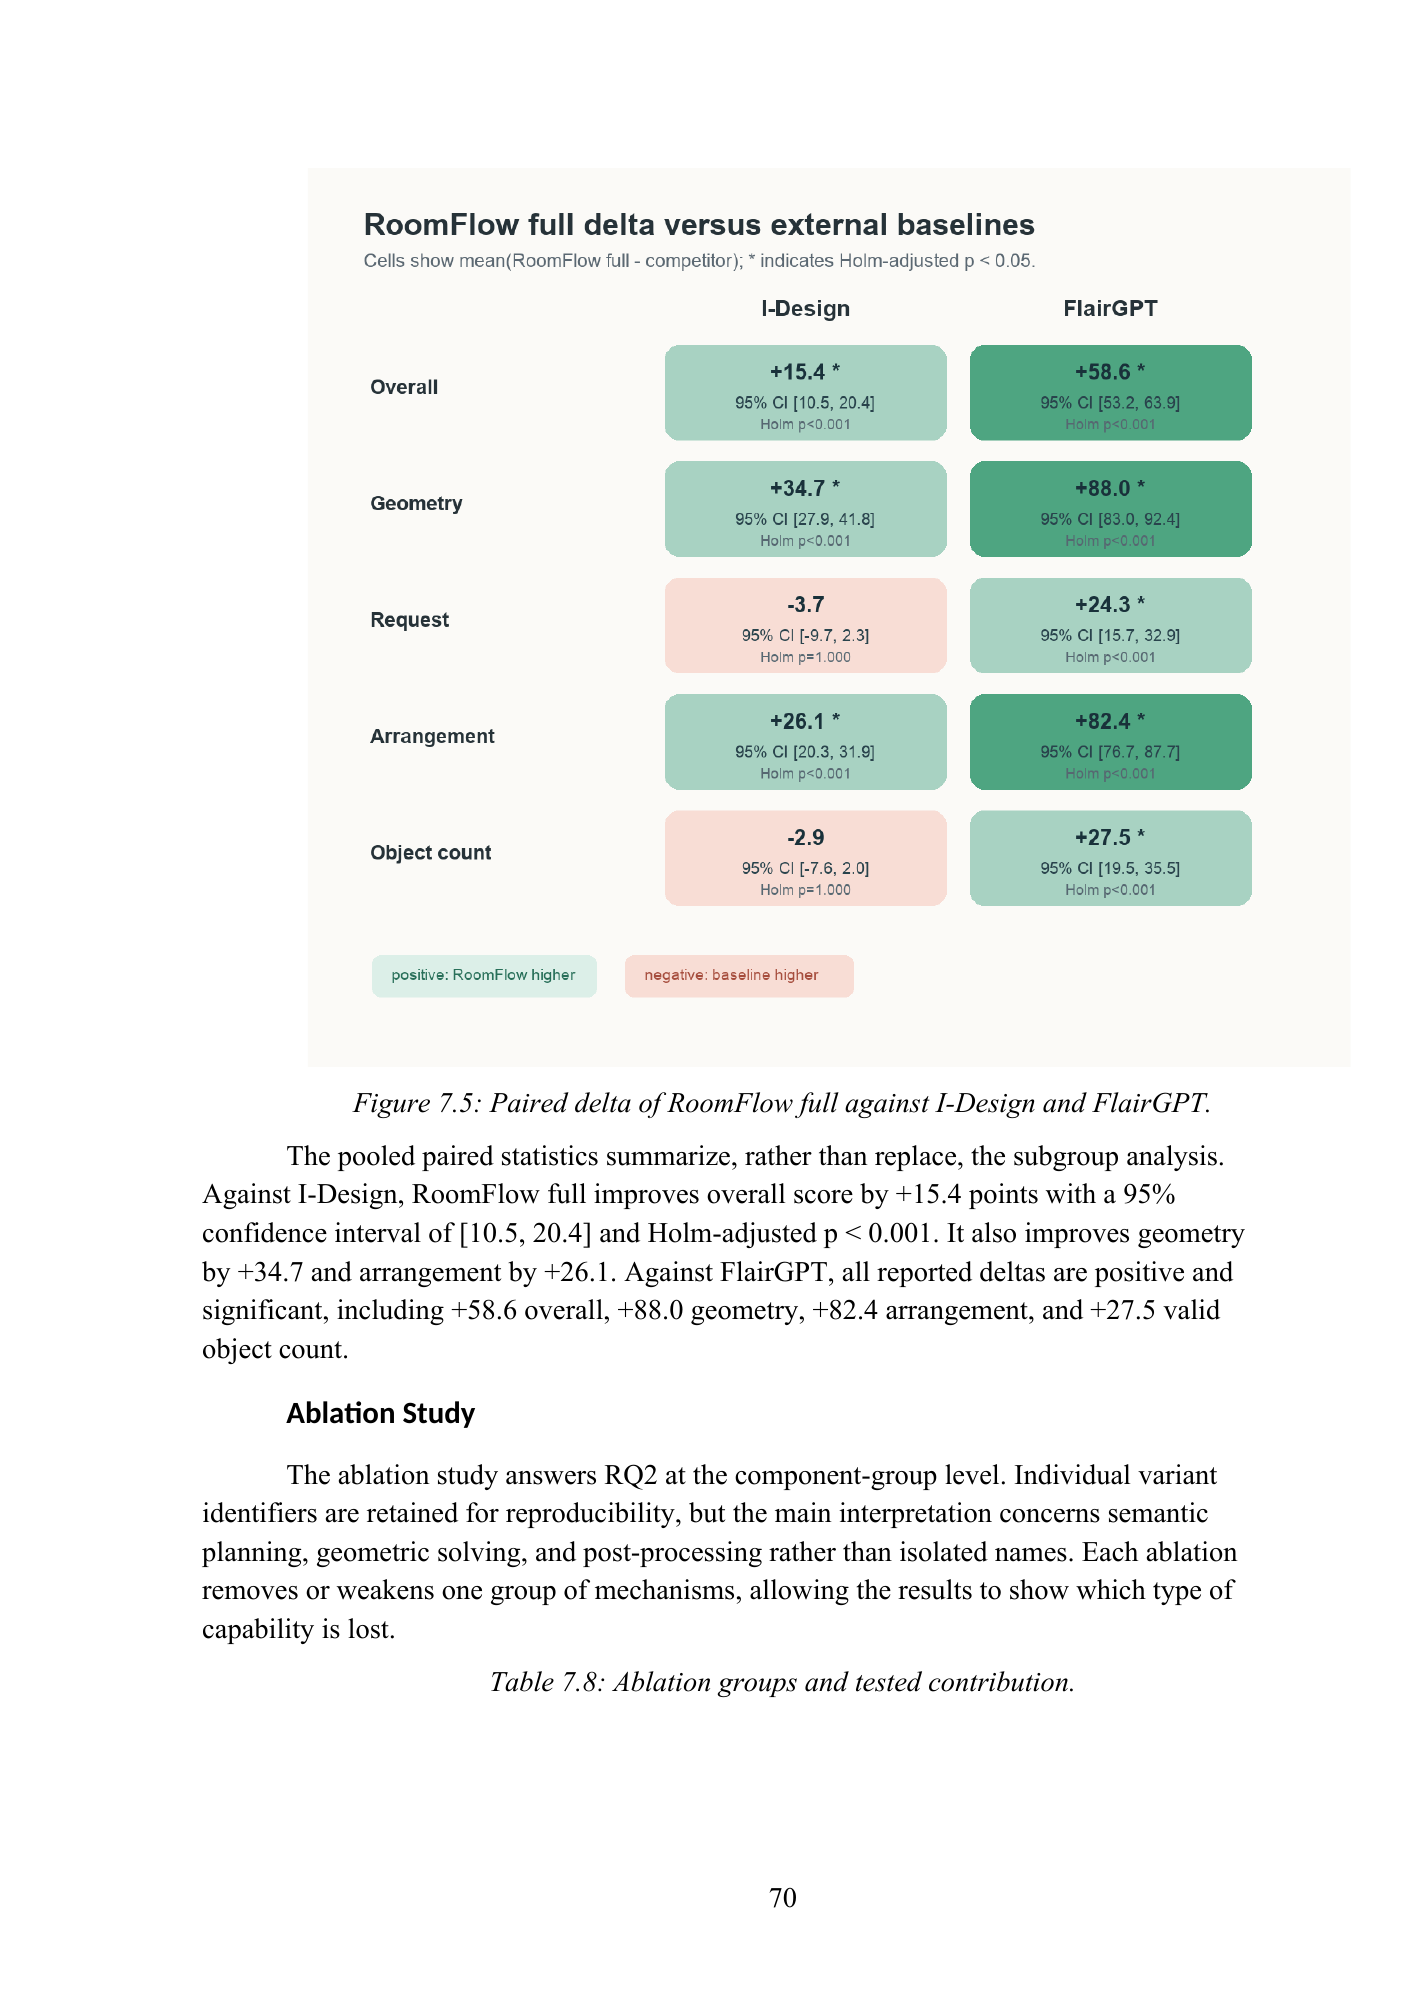 RoomFlow full delta versus external baselines
Cells show mean(RoomFlow full - competitor); * indicates Holm-adjusted p < 0.05.
I-Design FlairGPT
Overall
+15.4 *
95% CI [10.5, 20.4]
Holm p<0.001
+58.6 *
95% CI [53.2, 63.9]
Holm p<0.001
Geometry
+34.7 *
95% CI [27.9, 41.8]
Holm p<0.001
+88.0 *
95% CI [83.0, 92.4]
Holm p<0.001
Request
-3.7
95% CI [-9.7, 2.3]
Holm p=1.000
+24.3 *
95% CI [15.7, 32.9]
Holm p<0.001
Arrangement
+26.1 *
95% CI [20.3, 31.9]
Holm p<0.001
+82.4 *
95% CI [76.7, 87.7]
Holm p<0.001
Object count
-2.9
95% CI [-7.6, 2.0]
Holm p=1.000
+27.5 *
95% CI [19.5, 35.5]
Holm p<0.001
positive: RoomFlow higher
negative: baseline higher
Figure 7.5: Paired delta of RoomFlow full against I-Design and FlairGPT.
The pooled paired statistics summarize, rather than replace, the subgroup analysis.
Against I-Design, RoomFlow full improves overall score by +15.4 points with a 95%
confidence interval of [10.5, 20.4] and Holm-adjusted p < 0.001. It also improves geometry
by +34.7 and arrangement by +26.1. Against FlairGPT, all reported deltas are positive and
significant, including +58.6 overall, +88.0 geometry, +82.4 arrangement, and +27.5 valid
object count.
Ablation Study
The ablation study answers RQ2 at the component-group level. Individual variant
identifiers are retained for reproducibility, but the main interpretation concerns semantic
planning, geometric solving, and post-processing rather than isolated names. Each ablation
removes or weakens one group of mechanisms, allowing the results to show which type of
capability is lost.
Table 7.8: Ablation groups and tested contribution.
70